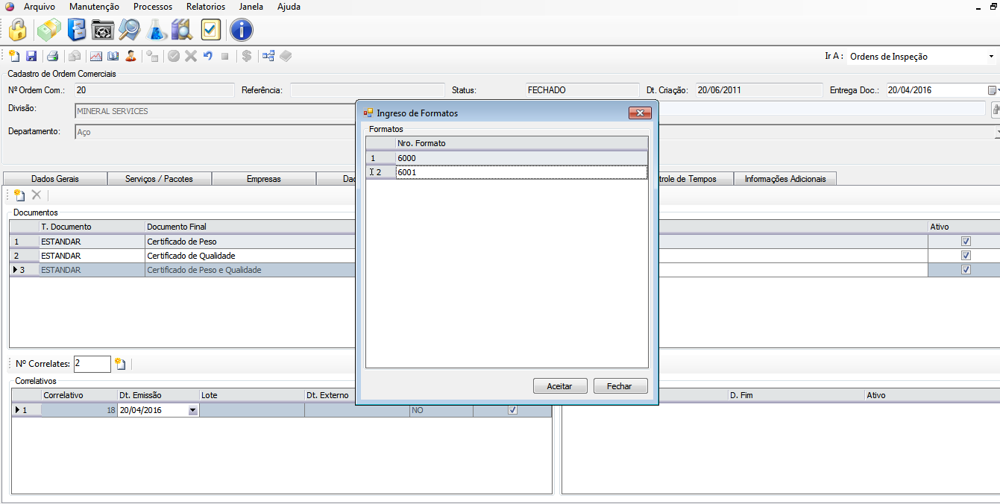 Arquivo Manutenção Processos Relatorios Janela Ajuda
Ir A : Ordens de Inspeção
Cadastro de Ordem Comerciais
Nº Ordem Com.: 20 Referência: Status: FECHADO Dt. Criação: 20/06/2011 Entrega Doc.: 20/04/2016
Divisão: MINERAL SERVICES
Departamento: Aço
Dados Gerais Serviços / Pacotes Empresas Dad trole de Tempos Informações Adicionais
Documentos
T. Documento Documento Final Ativo
1 ESTANDAR Certificado de Peso
2 ESTANDAR Certificado de Qualidade
3 ESTANDAR Certificado de Peso e Qualidade
Nº Correlates: 2
Correlativos
Correlativo Dt. Emissão Lote Dt. Externo D. Fim Ativo
1 18 20/04/2016 NO
Ingreso de Formatos
Formatos
Nro. Formato
1 6000
2 6001
Aceitar Fechar